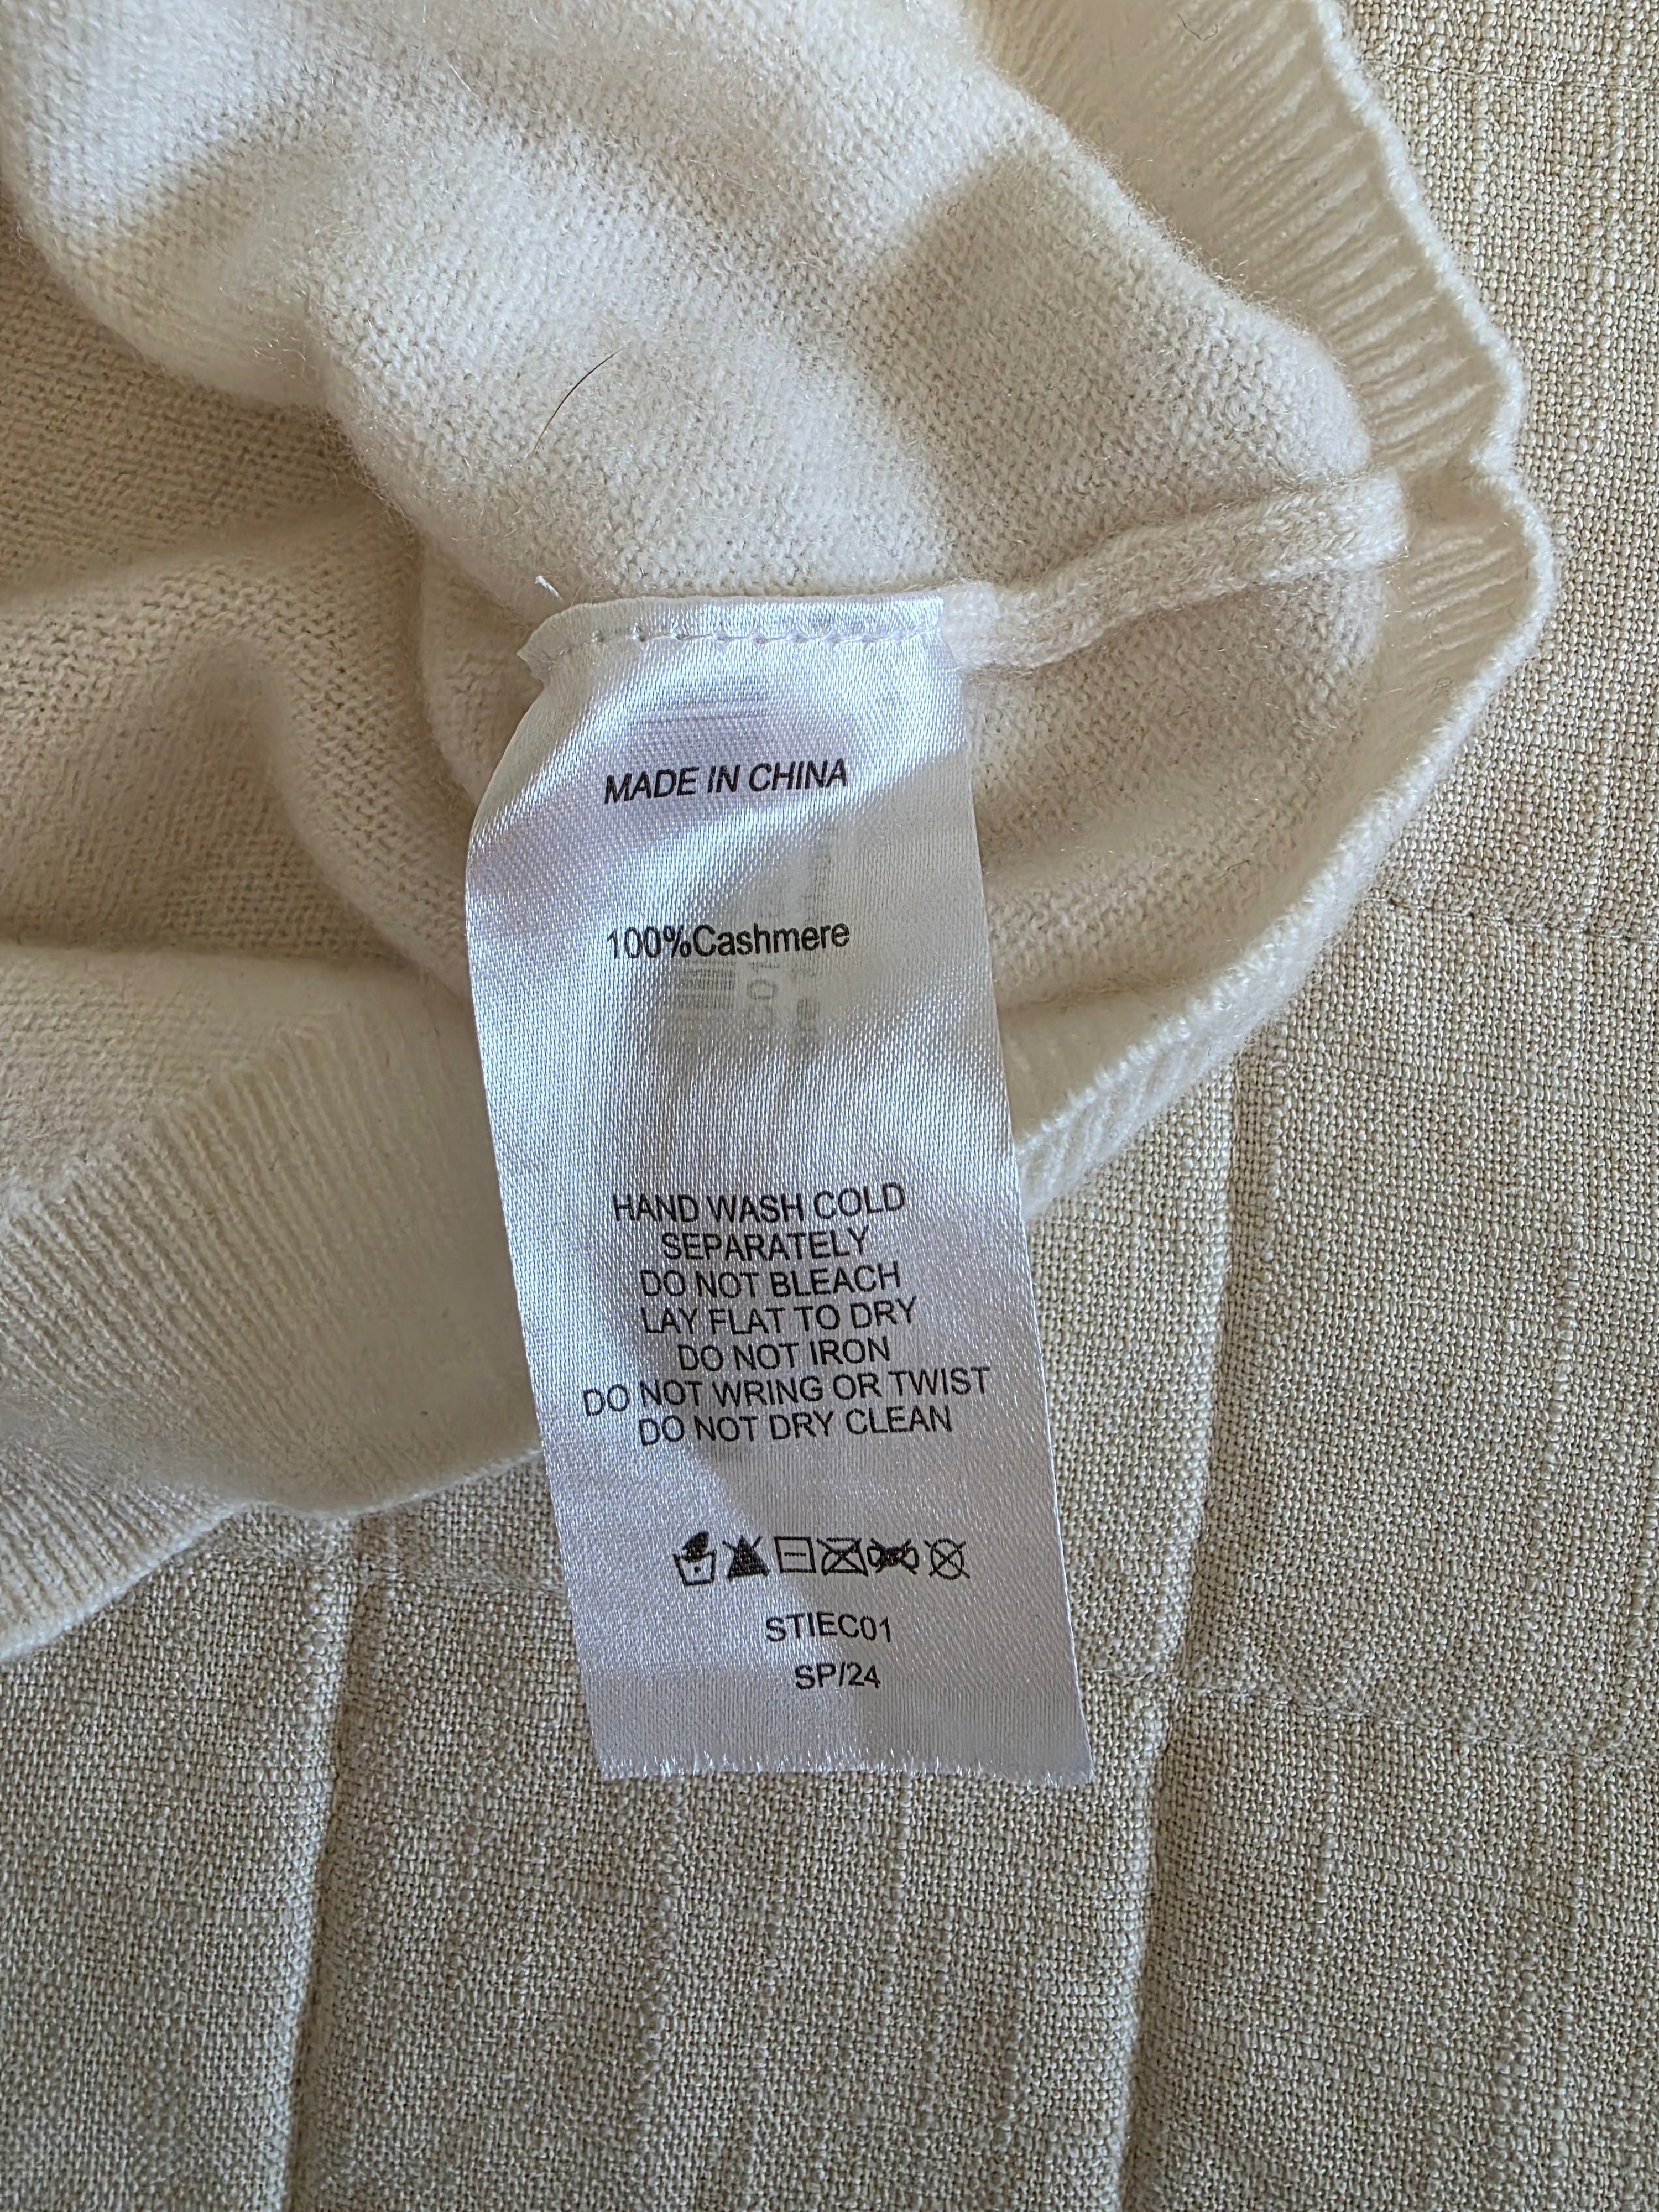 MADE IN CHINA
100%Cashmere
HAND WASH COLD
SEPARATELY
DO NOT BLEACH
LAY FLAT TO DRY
DO NOT IRON
DO NOT WRING OR TWIST
DO NOT DRY CLEAN
STIEC01
SP/24